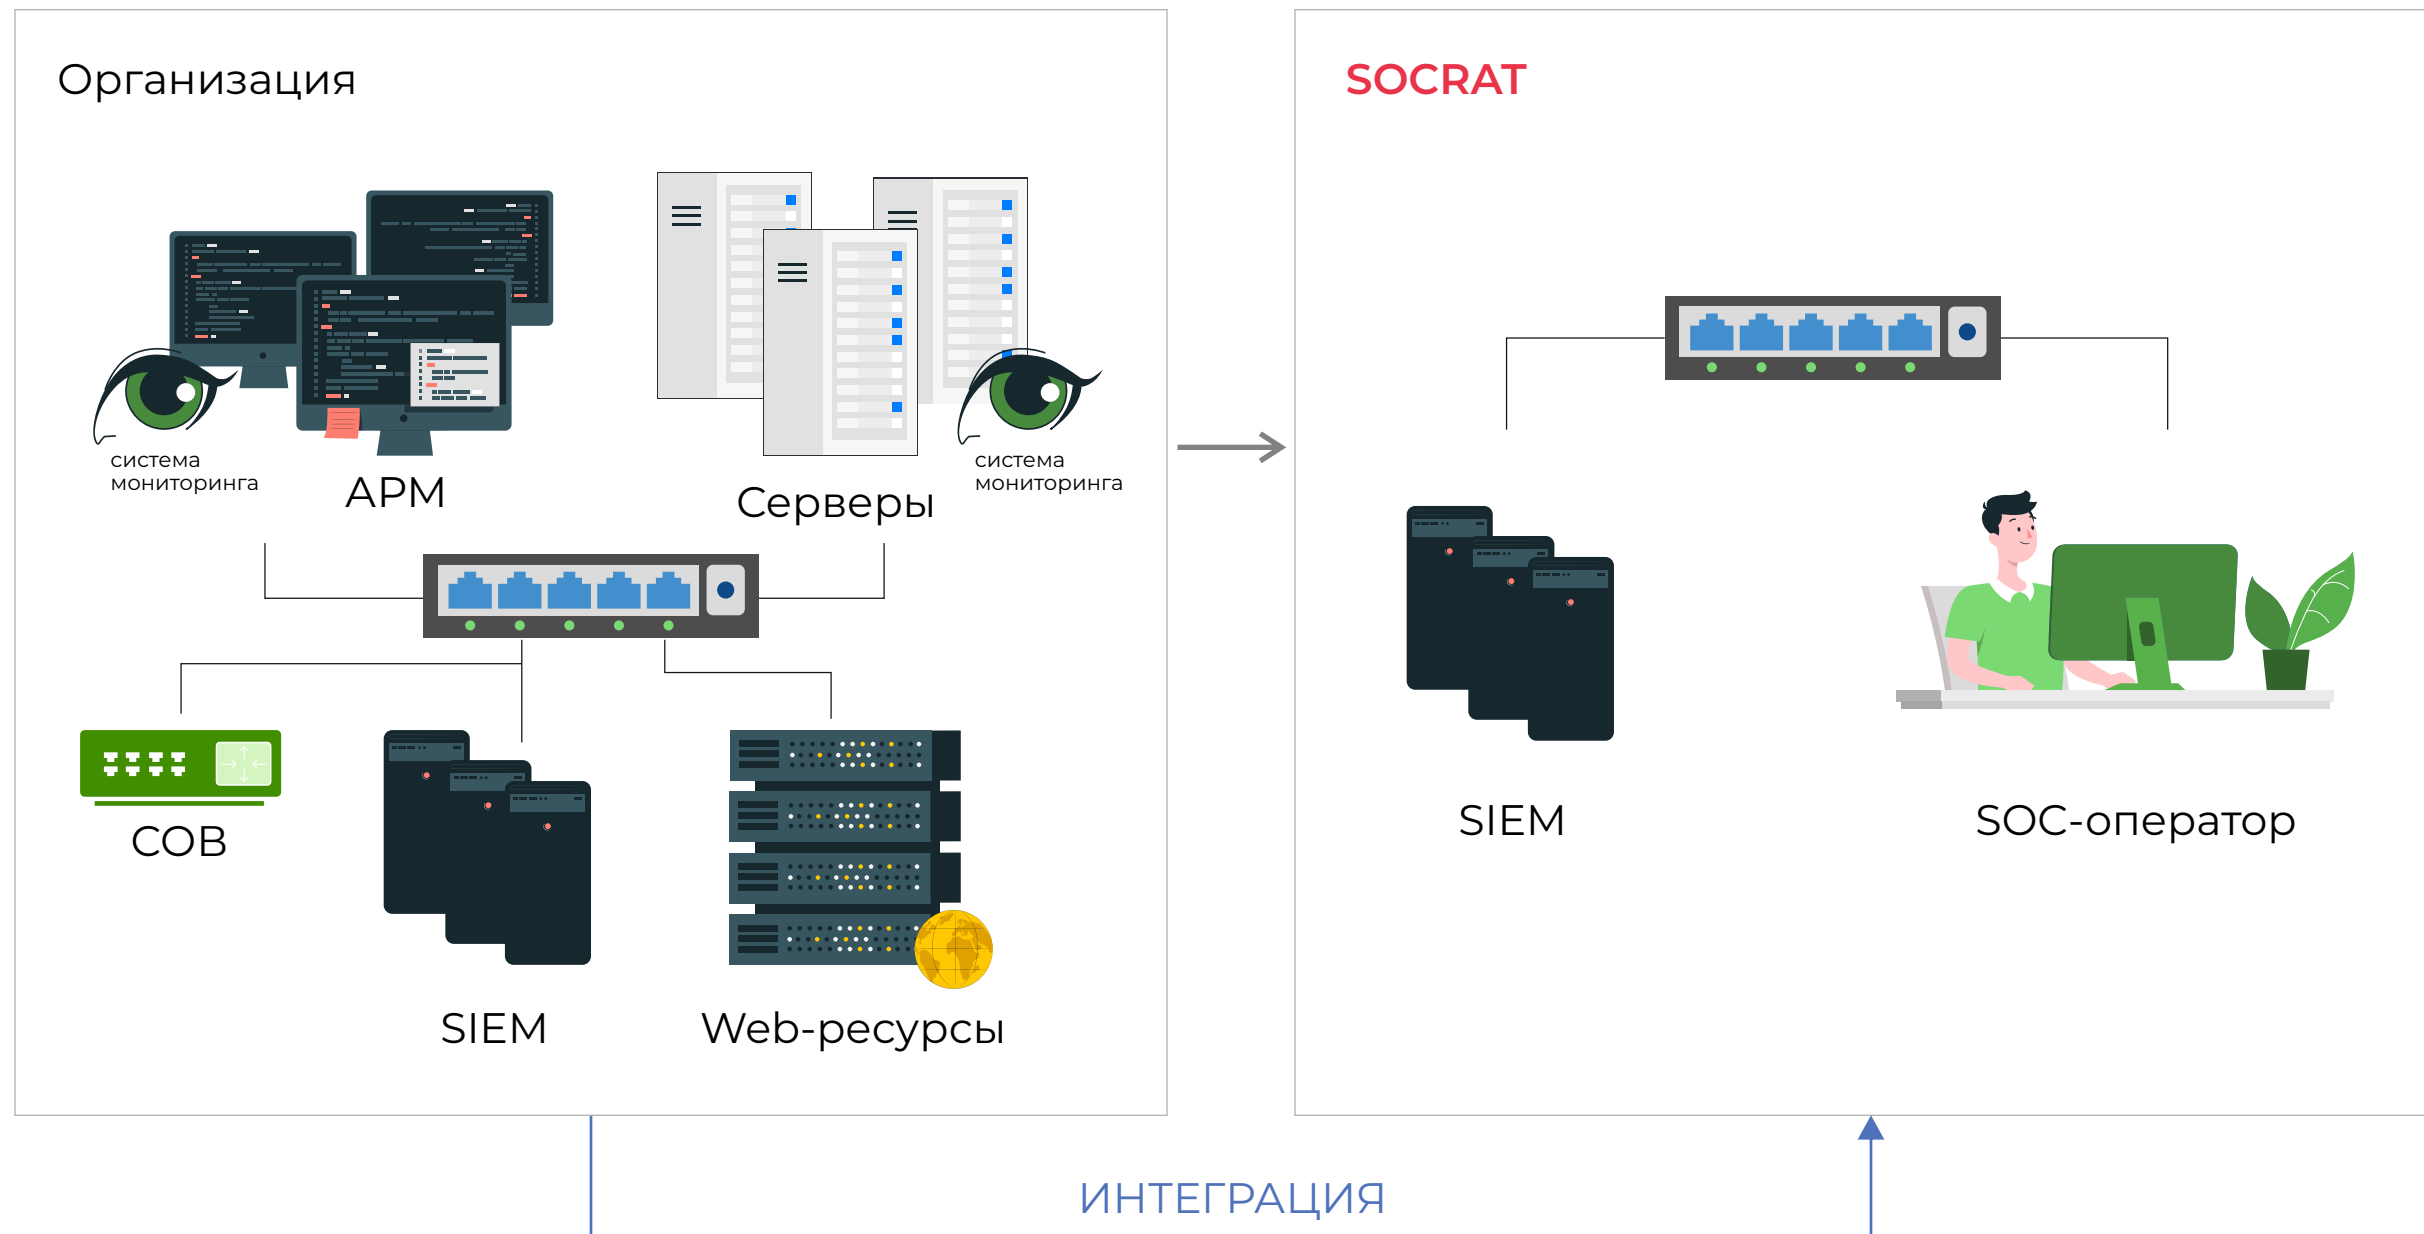 Организация
SOCRAT
система
мониторинга
АРМ
Серверы
система
мониторинга
СОВ
SIEM
Web-ресурсы
SIEM
SOC-оператор
ИНТЕГРАЦИЯ